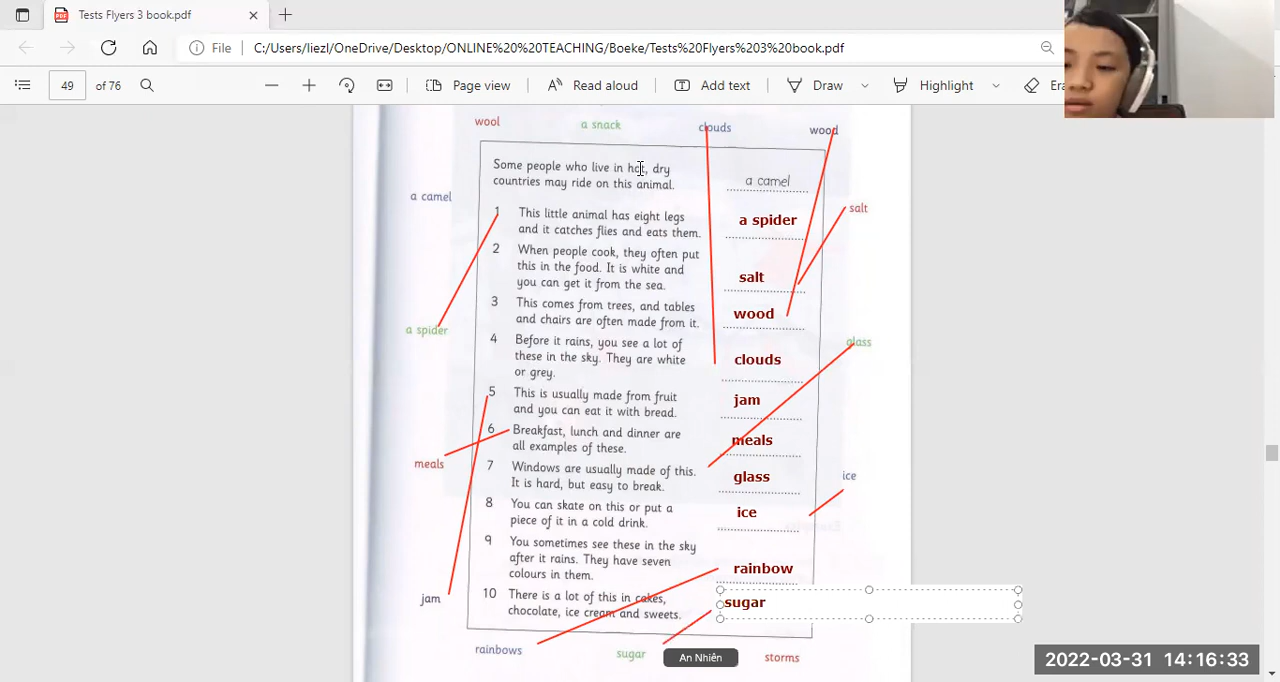 Tests Flyers 3 book.pdf
File
C:/Users/liezl/OneDrive/Desktop/ONLINE%20%20TEACHING/Boeke/Tests%20Flyers%203%20book.pdf
49 of 76
Page view
Read aloud
Add text
Draw
Highlight
wool
a snack
clouds
wood
Some people who live in hot, dry
countries may ride on this animal.
a camel
a camel
1 This little animal has eight legs
and it catches flies and eats them.
a spider
salt
2 When people cook, they often put
this in the food. It is white and
you can get it from the sea.
salt
3 This comes from trees, and tables
and chairs are often made from it.
wood
a spider
4 Before it rains, you see a lot of
these in the sky. They are white
or grey.
clouds
glass
5 This is usually made from fruit
and you can eat it with bread.
jam
6 Breakfast, lunch and dinner are
all examples of these.
meals
meals
7 Windows are usually made of this.
It is hard, but easy to break.
glass
ice
8 You can skate on this or put a
piece of it in a cold drink.
ice
9 You sometimes see these in the sky
after it rains. They have seven
colours in them.
rainbow
jam
10 There is a lot of this in cakes,
chocolate, ice cream and sweets.
sugar
rainbows
sugar
An Nhiên
storms
2022-03-31 14:16:33